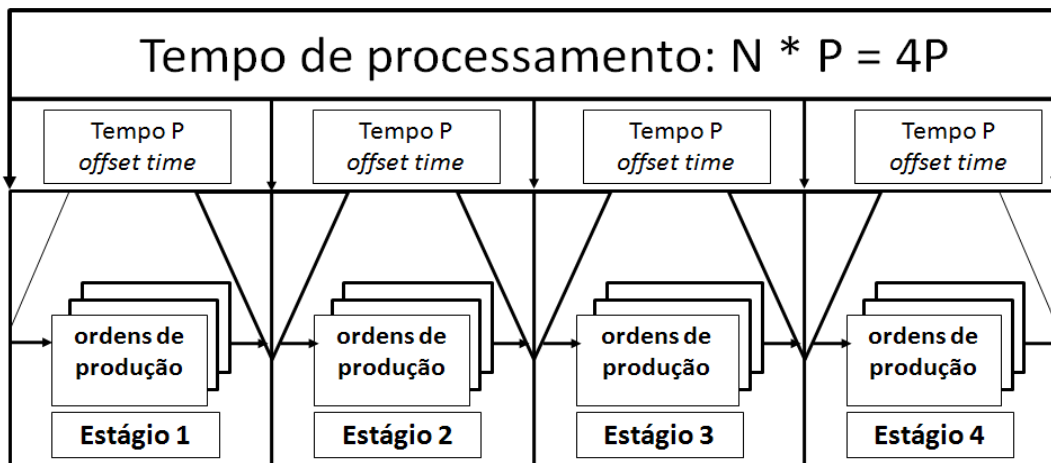 Tempo de processamento: N * P = 4P
Tempo P
offset time
Tempo P
offset time
Tempo P
offset time
Tempo P
offset time
ordens de
produção
ordens de
produção
ordens de
produção
ordens de
produção
Estágio 1
Estágio 2
Estágio 3
Estágio 4